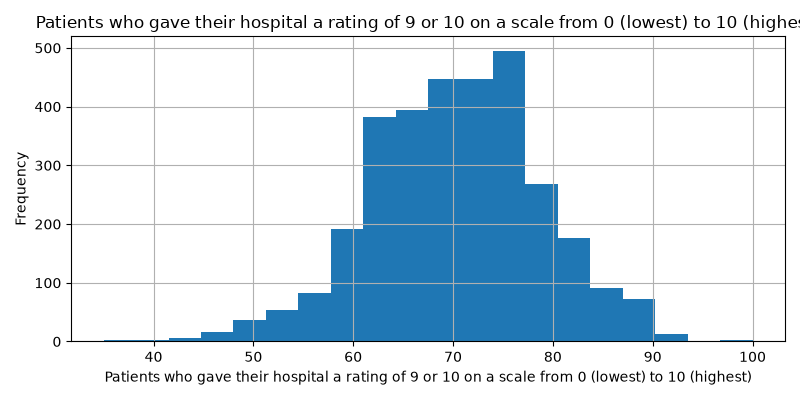 Patients who gave their hospital a rating of 9 or 10 on a scale from 0 (lowest) to 10 (highes
500
400
300
200
100
0
Frequency
40 50 60 70 80 90 100
Patients who gave their hospital a rating of 9 or 10 on a scale from 0 (lowest) to 10 (highest)